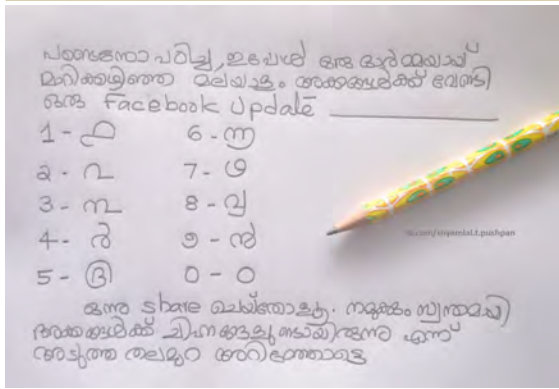 പണ്ടെന്നോ പഠിച്ച, ഇപ്പോൾ ഒരു ഓർമ്മയായ്
മാറിക്കഴിഞ്ഞ മലയാളം അക്കങ്ങൾക്ക് വേണ്ടി
ഒരു Facebook Update
1 - ൧ 6 - ൬
2 - ൨ 7 - ൭
3 - ൩ 8 - ൮
4 - ൪ 9 - ൯
5 - ൫ 0 - ൦
ഒന്നു share ചെയ്തോളൂ. നമുക്കും സ്വന്തമായി
അക്കങ്ങൾക്ക് ചിഹ്നങ്ങളുണ്ടായിരുന്നു എന്ന്
അടുത്ത തലമുറ അറിഞ്ഞോട്ടെ